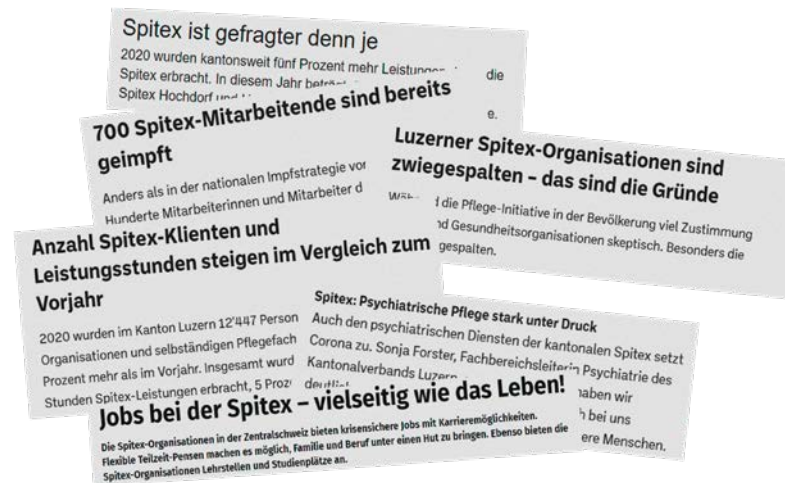 Spitex ist gefragter denn je
2020 wurden kantonsweit fünf Prozent mehr
Spitex erbracht. In diesem Jahr
die
Spitex Hochdorf
e.
700 Spitex-Mitarbeitende sind bereits
geimpft
Anders als in der nationalen Impfstrategie vor
Hunderte Mitarbeiterinnen und Mitarbeiter d
Luzerner Spitex-Organisationen sind
zwiegespalten – das sind die Gründe
die Pflege-Initiative in der Bevölkerung viel Zustimmung
nd Gesundheitsorganisationen skeptisch. Besonders die
gespalten.
Anzahl Spitex-Klienten und
Leistungsstunden steigen im Vergleich zum
Vorjahr
2020 wurden im Kanton Luzern 12'447 Person
Organisationen und selbständigen Pflegefach
Prozent mehr als im Vorjahr. Insgesamt wurd
Stunden Spitex-Leistungen erbracht, 5 Proz
Spitex: Psychiatrische Pflege stark unter Druck
Auch den psychiatrischen Diensten der kantonalen Spitex setzt
Corona zu. Sonja Forster, Fachbereichsleiterin Psychiatrie des
Kantonalverbands Luzern
haben wir
h bei uns
ere Menschen.
Jobs bei der Spitex – vielseitig wie das Leben!
Die Spitex-Organisationen in der Zentralschweiz bieten krisensichere Jobs mit Karrieremöglichkeiten.
Flexible Teilzeit-Pensen machen es möglich, Familie und Beruf unter einen Hut zu bringen. Ebenso bieten die
Spitex-Organisationen Lehrstellen und Studienplätze an.